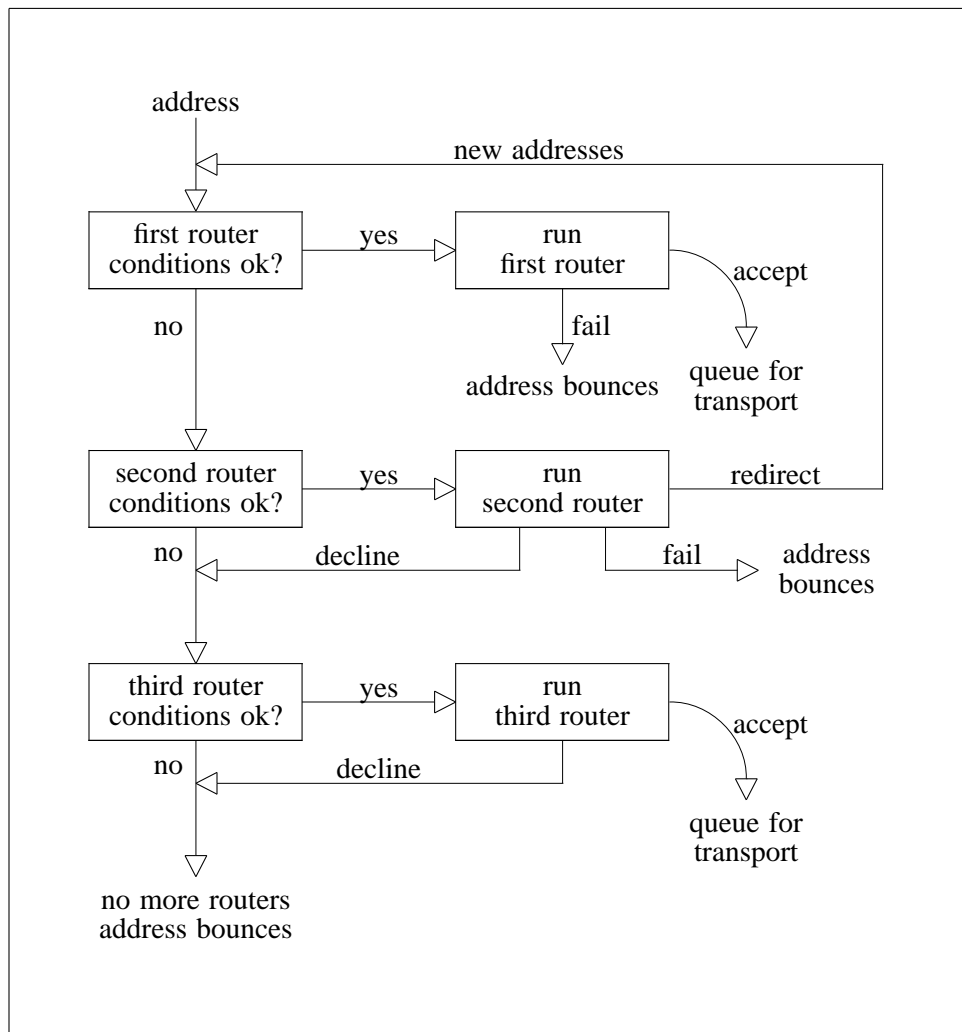 address
new addresses
first router
conditions ok?
yes
run
first router
accept
no
fail
address bounces
queue for
transport
second router
conditions ok?
yes
run
second router
redirect
no
decline
fail
address
bounces
third router
conditions ok?
yes
run
third router
accept
no
decline
queue for
transport
no more routers
address bounces